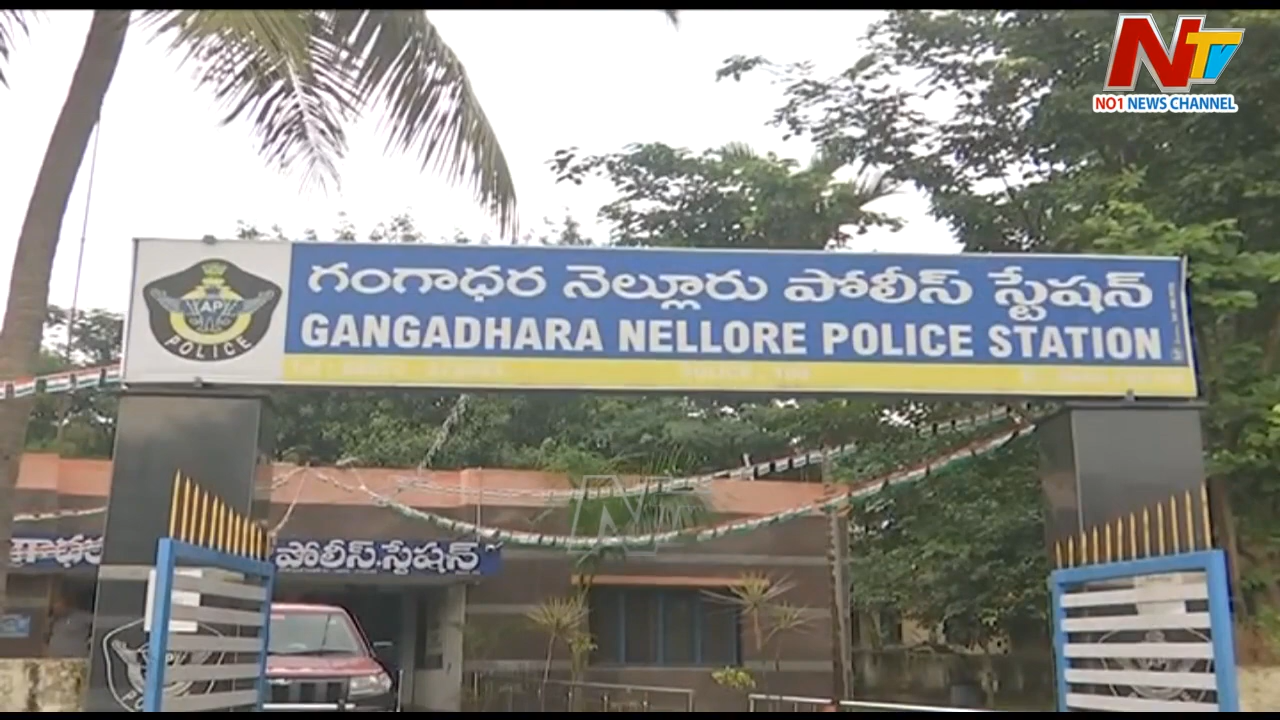 NTV
NO1 NEWS CHANNEL
గంగాధర నెల్లూరు పోలీస్ స్టేషన్
GANGADHARA NELLORE POLICE STATION
AP
POLICE
పోలీస్.స్టేషన్